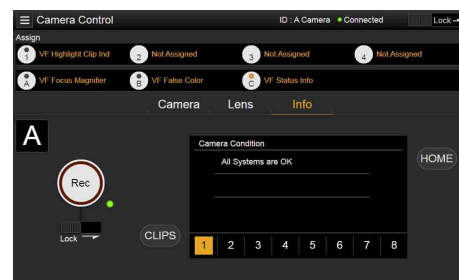 Camera Control
ID : A Camera
Connected
Lock
Assign
1
VF Highlight Clip Ind
2
Not Assigned
3
Not Assigned
4
Not Assigned
A
VF Focus Magnifier
B
VF False Color
C
VF Status Info
Camera
Lens
Info
A
Camera Condition
All Systems are OK
HOME
Rec
Lock
CLIPS
1 2 3 4 5 6 7 8